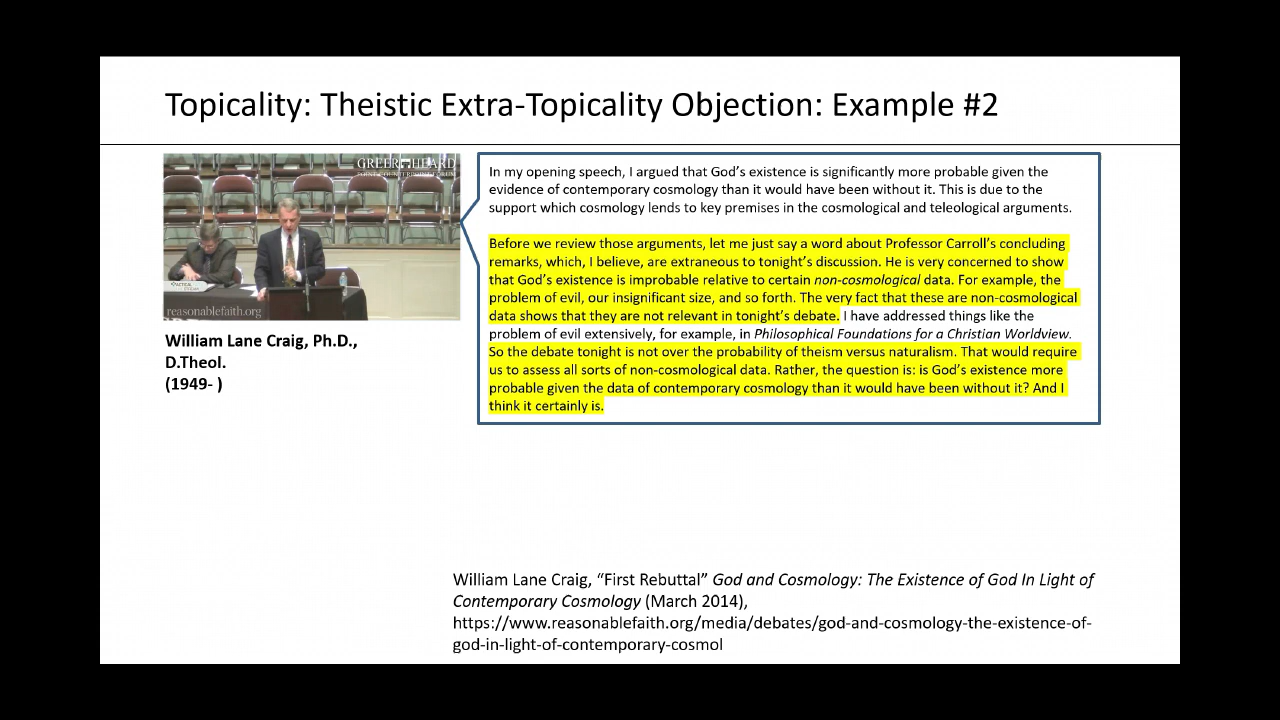 Topicality: Theistic Extra-Topicality Objection: Example #2
GREER HEARD
POINT-COUNTERPOINT FORUM
reasonablefaith.org
William Lane Craig, Ph.D.,
D.Theol.
(1949- )
In my opening speech, I argued that God’s existence is significantly more probable given the
evidence of contemporary cosmology than it would have been without it. This is due to the
support which cosmology lends to key premises in the cosmological and teleological arguments.
Before we review those arguments, let me just say a word about Professor Carroll’s concluding
remarks, which, I believe, are extraneous to tonight’s discussion. He is very concerned to show
that God’s existence is improbable relative to certain non-cosmological data. For example, the
problem of evil, our insignificant size, and so forth. The very fact that these are non-cosmological
data shows that they are not relevant in tonight’s debate. I have addressed things like the
problem of evil extensively, for example, in Philosophical Foundations for a Christian Worldview.
So the debate tonight is not over the probability of theism versus naturalism. That would require
us to assess all sorts of non-cosmological data. Rather, the question is: is God’s existence more
probable given the data of contemporary cosmology than it would have been without it? And I
think it certainly is.
William Lane Craig, “First Rebuttal” God and Cosmology: The Existence of God In Light of
Contemporary Cosmology (March 2014),
https://www.reasonablefaith.org/media/debates/god-and-cosmology-the-existence-of-
god-in-light-of-contemporary-cosmol